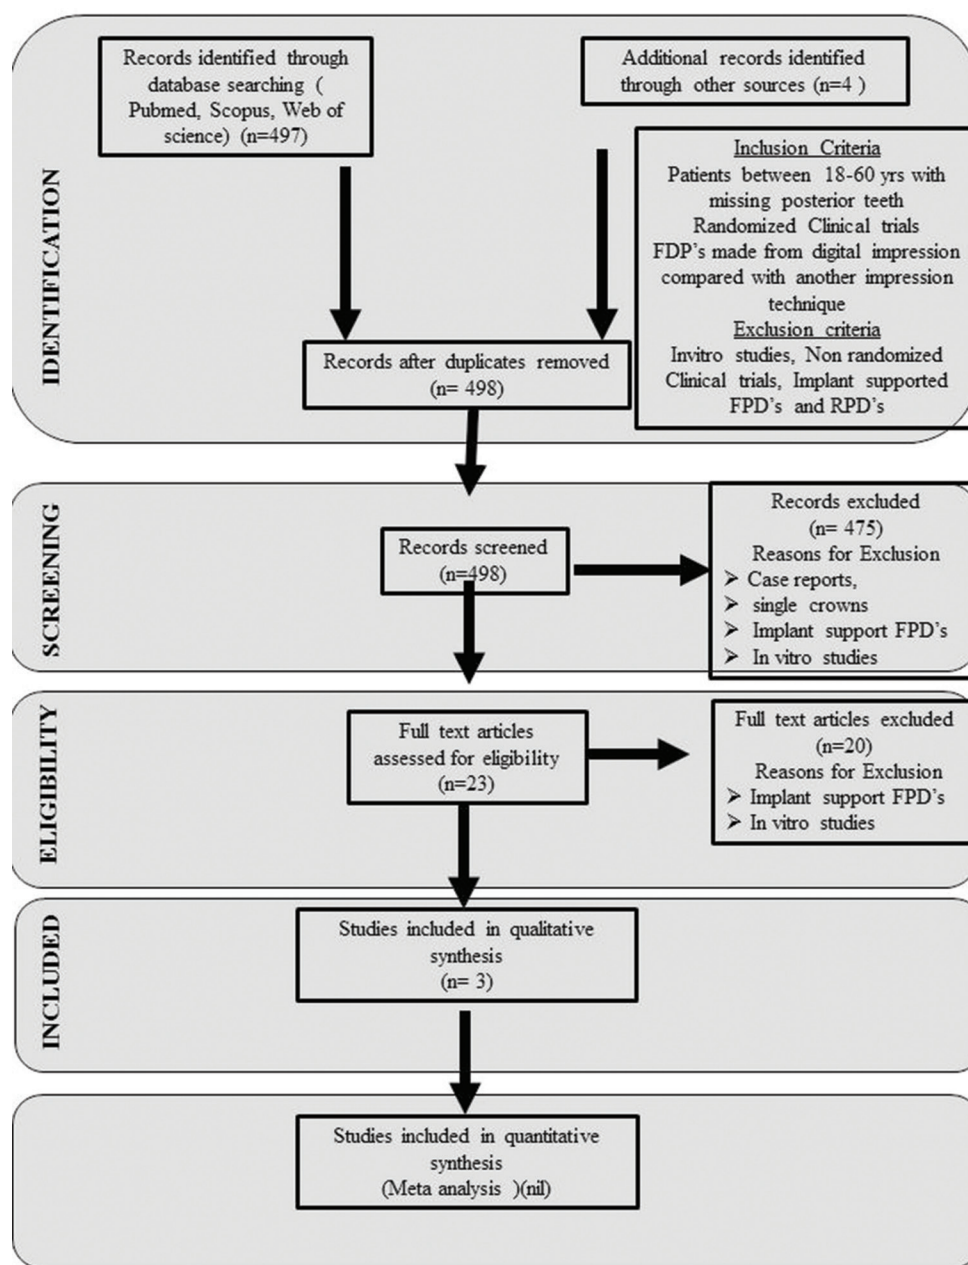 IDENTIFICATION
Records identified through
database searching (
Pubmed, Scopus, Web of
science) (n=497)
Additional records identified
through other sources (n=4 )
Inclusion Criteria
Patients between 18-60 yrs with
missing posterior teeth
Randomized Clinical trials
FDP's made from digital impression
compared with another impression
technique
Exclusion criteria
Invitro studies, Non randomized
Clinical trials, Implant supported
FPD's and RPD's
Records after duplicates removed
(n= 498)
SCREENING
Records screened
(n=498)
Records excluded
(n= 475)
Reasons for Exclusion
➢ Case reports,
➢ single crowns
➢ Implant support FPD's
➢ In vitro studies
ELIGIBILITY
Full text articles
assessed for eligibility
(n=23)
Full text articles excluded
(n=20)
Reasons for Exclusion
➢ Implant support FPD's
➢ In vitro studies
INCLUDED
Studies included in qualitative
synthesis
(n= 3)
Studies included in quantitative
synthesis
(Meta analysis )(nil)